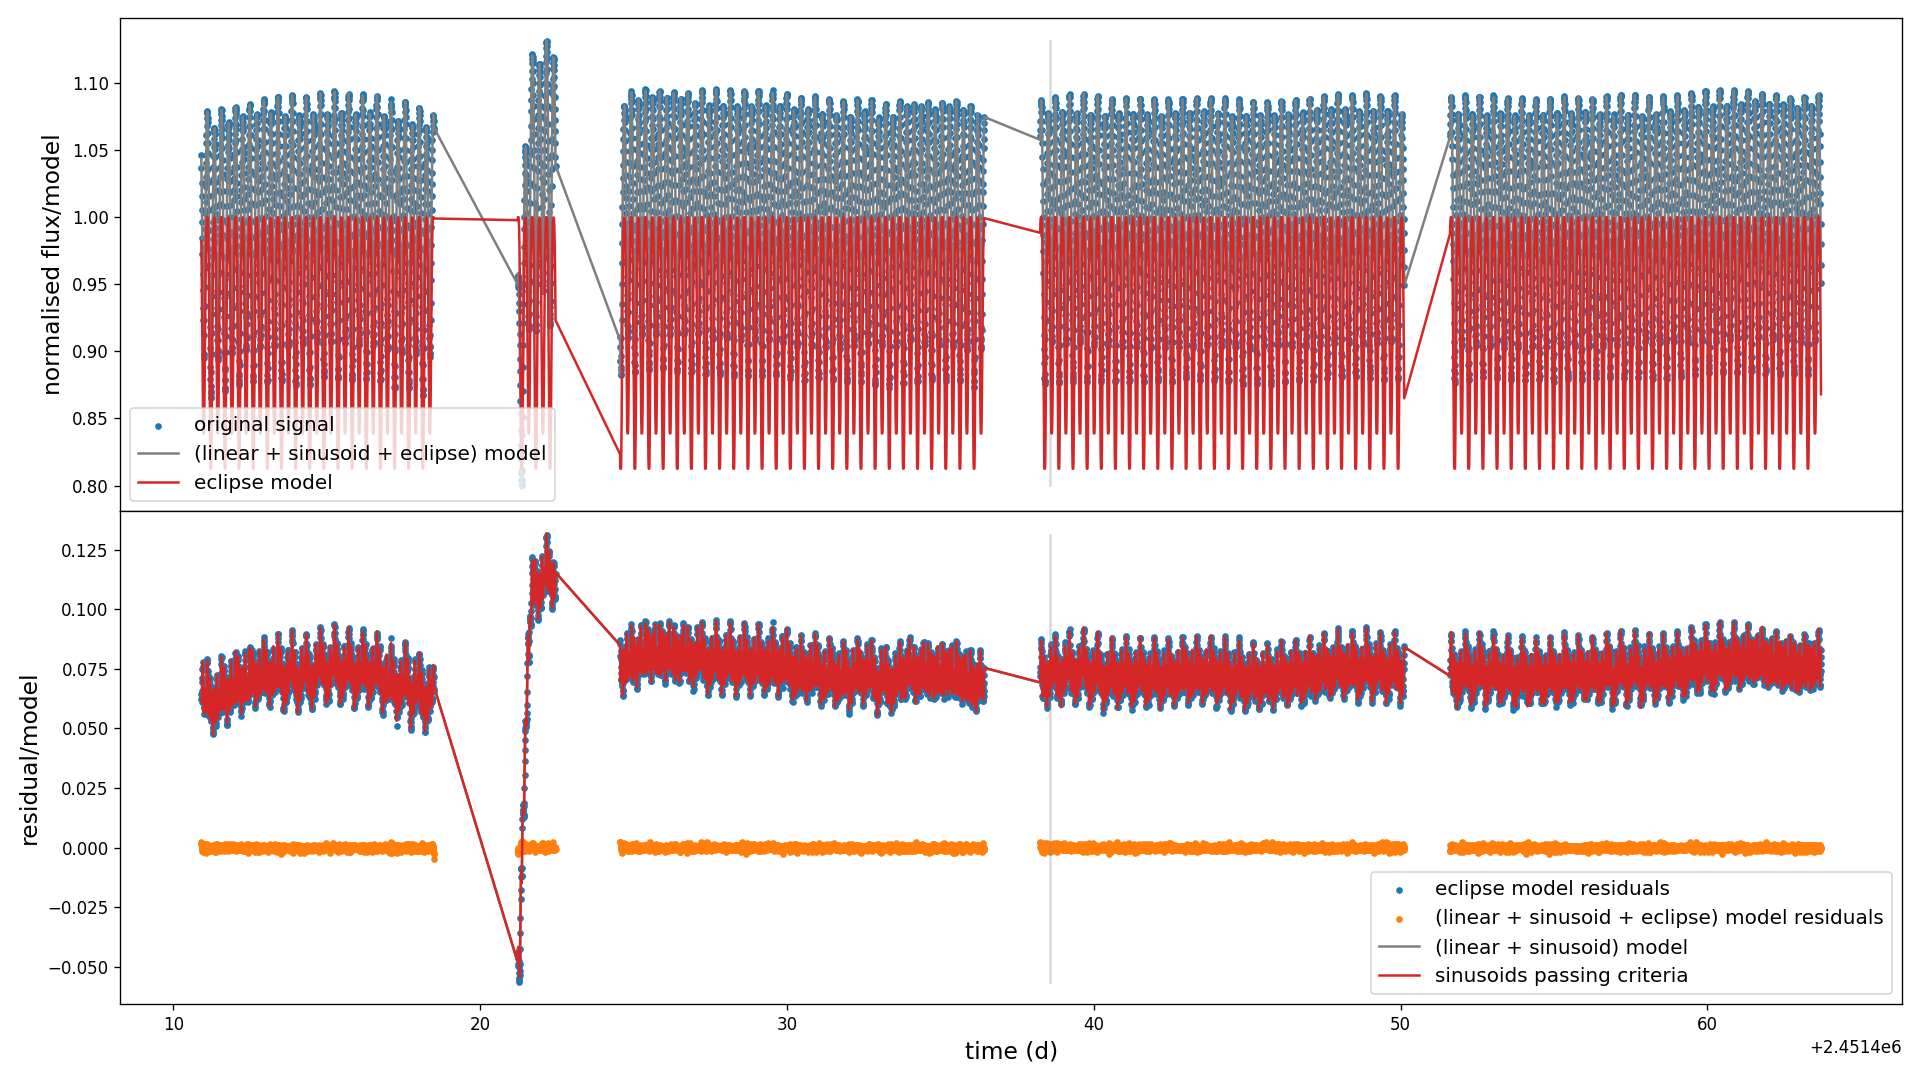 normalised flux/model
1.10
1.05
1.00
0.95
0.90
0.85
0.80
original signal
(linear + sinusoid + eclipse) model
eclipse model
residual/model
0.125
0.100
0.075
0.050
0.025
0.000
−0.025
−0.050
eclipse model residuals
(linear + sinusoid + eclipse) model residuals
(linear + sinusoid) model
sinusoids passing criteria
10 20 30 40 50 60
time (d)
+2.4514e6